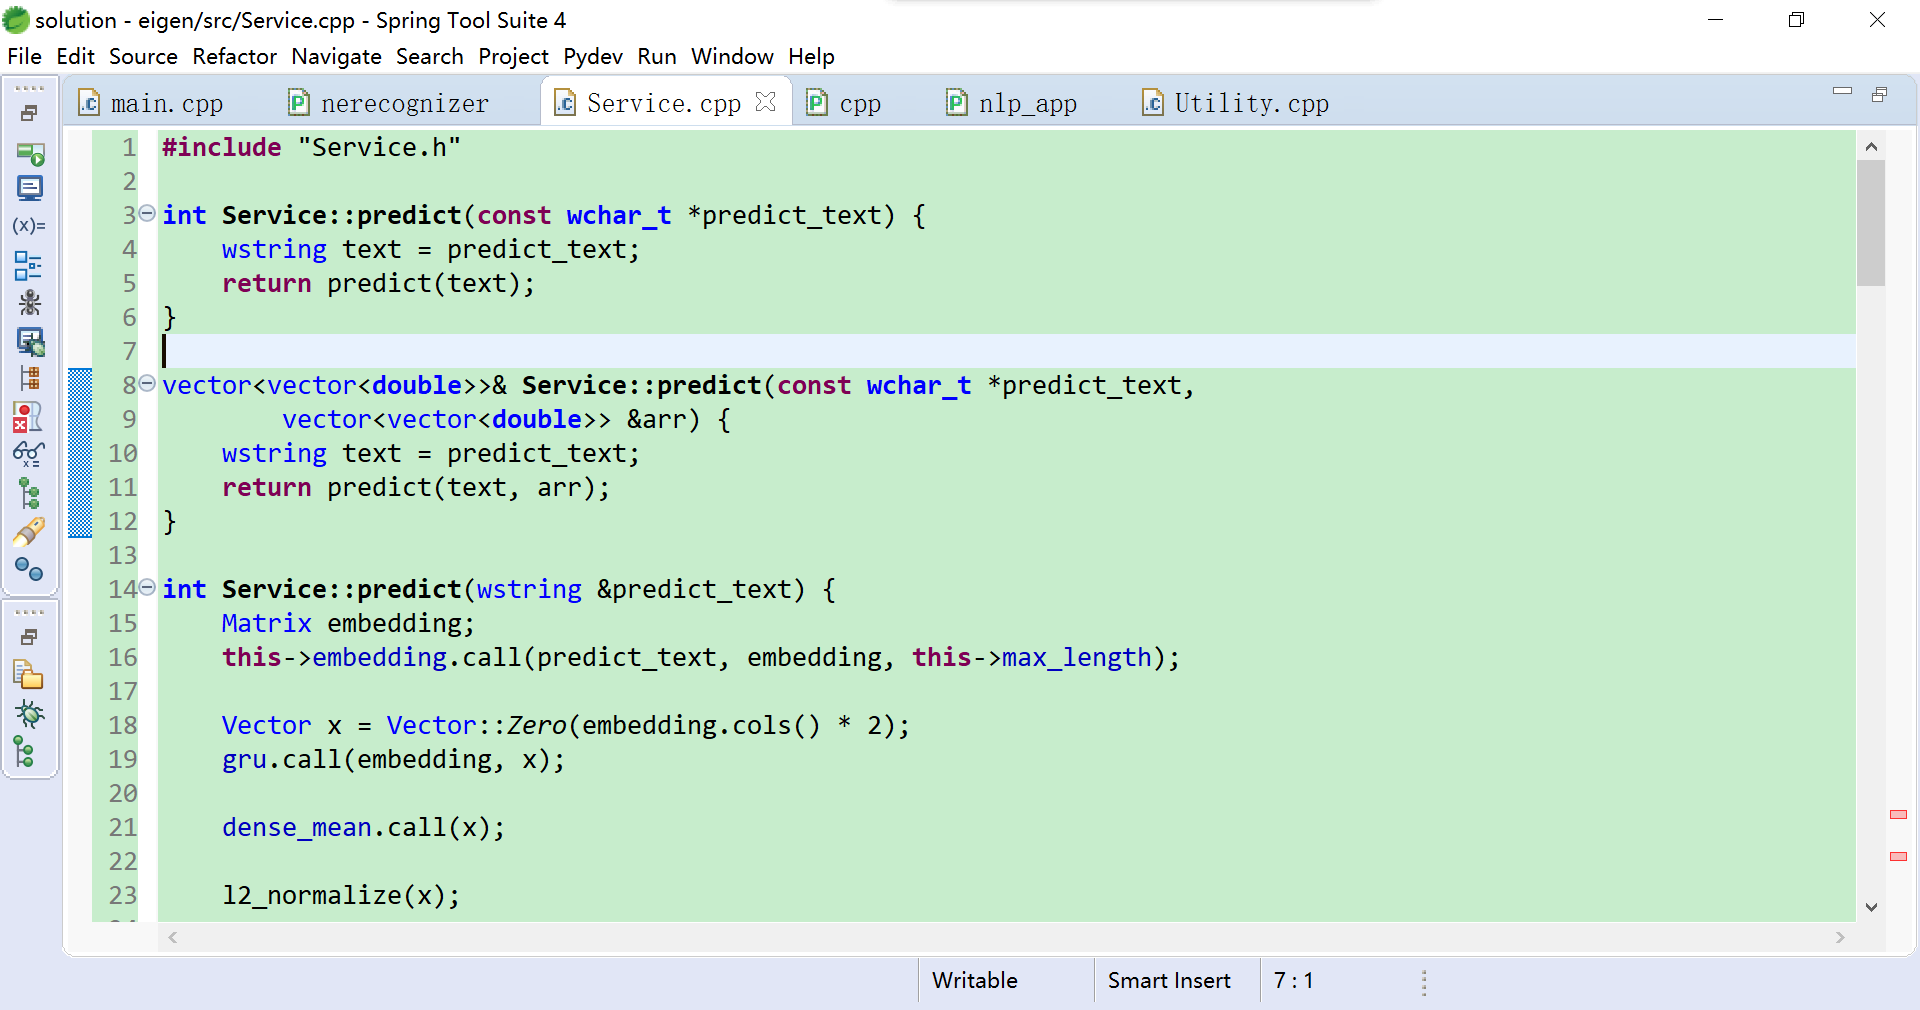 solution - eigen/src/Service.cpp - Spring Tool Suite 4
File Edit Source Refactor Navigate Search Project Pydev Run Window Help
main.cpp nerecognizer Service.cpp cpp nlp_app Utility.cpp
1 #include "Service.h"
2
3 int Service::predict(const wchar_t *predict_text) {
4 wstring text = predict_text;
5 return predict(text);
6 }
7
8 vector<vector<double>>& Service::predict(const wchar_t *predict_text,
9 vector<vector<double>> &arr) {
10 wstring text = predict_text;
11 return predict(text, arr);
12 }
13
14 int Service::predict(wstring &predict_text) {
15 Matrix embedding;
16 this->embedding.call(predict_text, embedding, this->max_length);
17
18 Vector x = Vector::Zero(embedding.cols() * 2);
19 gru.call(embedding, x);
20
21 dense_mean.call(x);
22
23 l2_normalize(x);
Writable Smart Insert 7 : 1